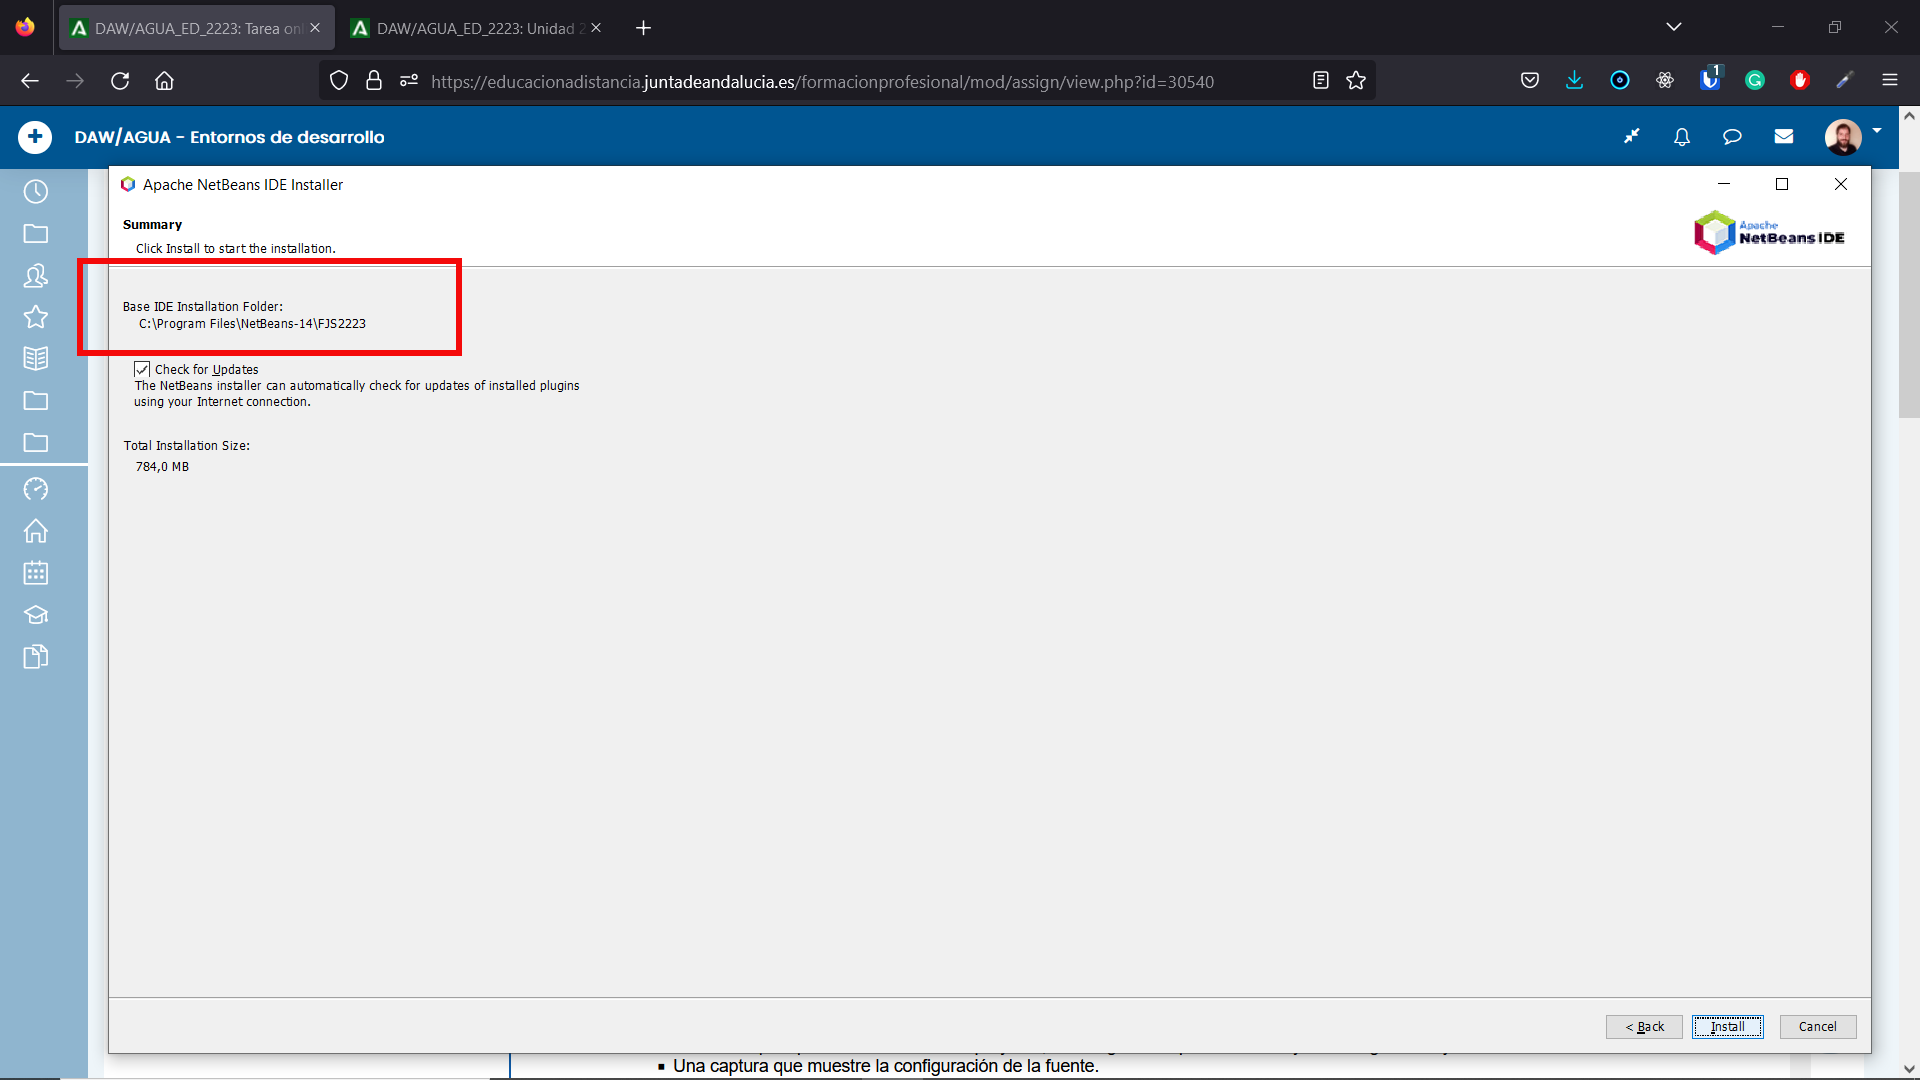 DAW/AGUA_ED_2223: Tarea onl
DAW/AGUA_ED_2223: Unidad 2
https://educacionadistancia.juntadeandalucia.es/formacionprofesional/mod/assign/view.php?id=30540
1
DAW/AGUA - Entornos de desarrollo
Apache NetBeans IDE Installer
Summary
Click Install to start the installation.
Apache
NetBeans IDE
Base IDE Installation Folder:
C:\Program Files\NetBeans-14\FJS2223
Check for Updates
The NetBeans installer can automatically check for updates of installed plugins
using your Internet connection.
Total Installation Size:
784,0 MB
< Back
Install
Cancel
Una captura que muestre la configuración de la fuente.